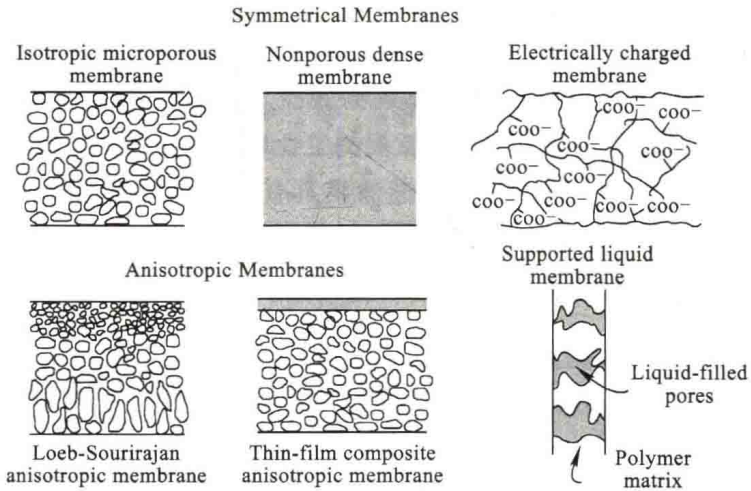 Symmetrical Membranes
Isotropic microporous
membrane
Nonporous dense
membrane
Electrically charged
membrane
coo⁻
coo⁻
coo⁻
coo⁻
coo⁻
coo⁻
coo⁻
coo⁻
coo⁻
coo⁻
coo⁻
Anisotropic Membranes
Supported liquid
membrane
Liquid-filled
pores
Polymer
matrix
Loeb-Sourirajan
anisotropic membrane
Thin-film composite
anisotropic membrane